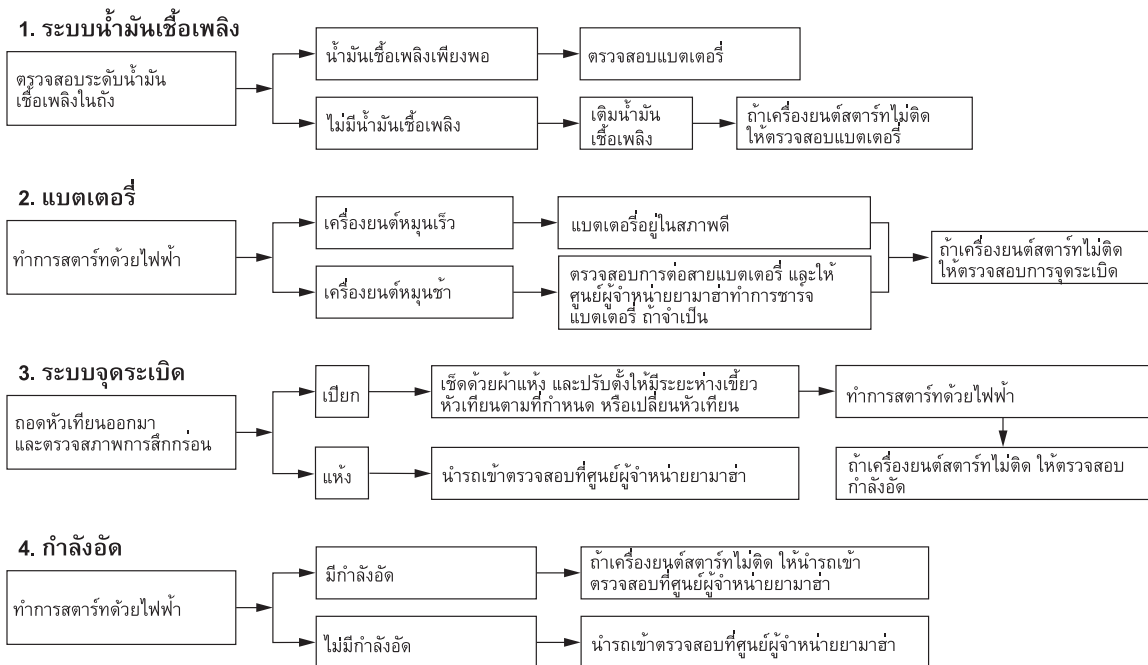 1. ระบบน้ำมันเชื้อเพลิง
ตรวจสอบระดับน้ำมัน
เชื้อเพลิงในถัง
น้ำมันเชื้อเพลิงเพียงพอ
ตรวจสอบแบตเตอรี่
ไม่มีน้ำมันเชื้อเพลิง
เติมน้ำมัน
เชื้อเพลิง
ถ้าเครื่องยนต์สตาร์ทไม่ติด
ให้ตรวจสอบแบตเตอรี่
2. แบตเตอรี่
ทำการสตาร์ทด้วยไฟฟ้า
เครื่องยนต์หมุนเร็ว
แบตเตอรี่อยู่ในสภาพดี
เครื่องยนต์หมุนช้า
ตรวจสอบการต่อสายแบตเตอรี่ และให้
ศูนย์ผู้จำหน่ายยามาฮ่าทำการชาร์จ
แบตเตอรี่ ถ้าจำเป็น
ถ้าเครื่องยนต์สตาร์ทไม่ติด
ให้ตรวจสอบการจุดระเบิด
3. ระบบจุดระเบิด
ถอดหัวเทียนออกมา
และตรวจสภาพการสึกกร่อน
เปียก
เช็ดด้วยผ้าแห้ง และปรับตั้งให้มีระยะห่างเขี้ยว
หัวเทียนตามที่กำหนด หรือเปลี่ยนหัวเทียน
ทำการสตาร์ทด้วยไฟฟ้า
แห้ง
นำรถเข้าตรวจสอบที่ศูนย์ผู้จำหน่ายยามาฮ่า
ถ้าเครื่องยนต์สตาร์ทไม่ติด ให้ตรวจสอบ
กำลังอัด
4. กำลังอัด
ทำการสตาร์ทด้วยไฟฟ้า
มีกำลังอัด
ถ้าเครื่องยนต์สตาร์ทไม่ติด ให้นำรถเข้า
ตรวจสอบที่ศูนย์ผู้จำหน่ายยามาฮ่า
ไม่มีกำลังอัด
นำรถเข้าตรวจสอบที่ศูนย์ผู้จำหน่ายยามาฮ่า